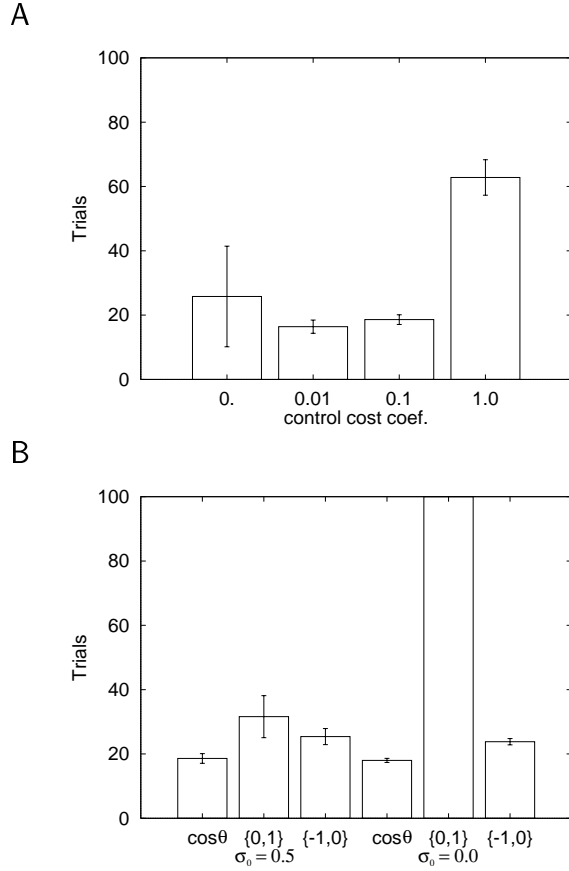 A
100
80
60
40
20
0
Trials
0. 0.01 0.1 1.0
control cost coef.
B
100
80
60
40
20
0
Trials
cosθ {0,1} {-1,0} cosθ {0,1} {-1,0}
σ₀ = 0.5 σ₀ = 0.0